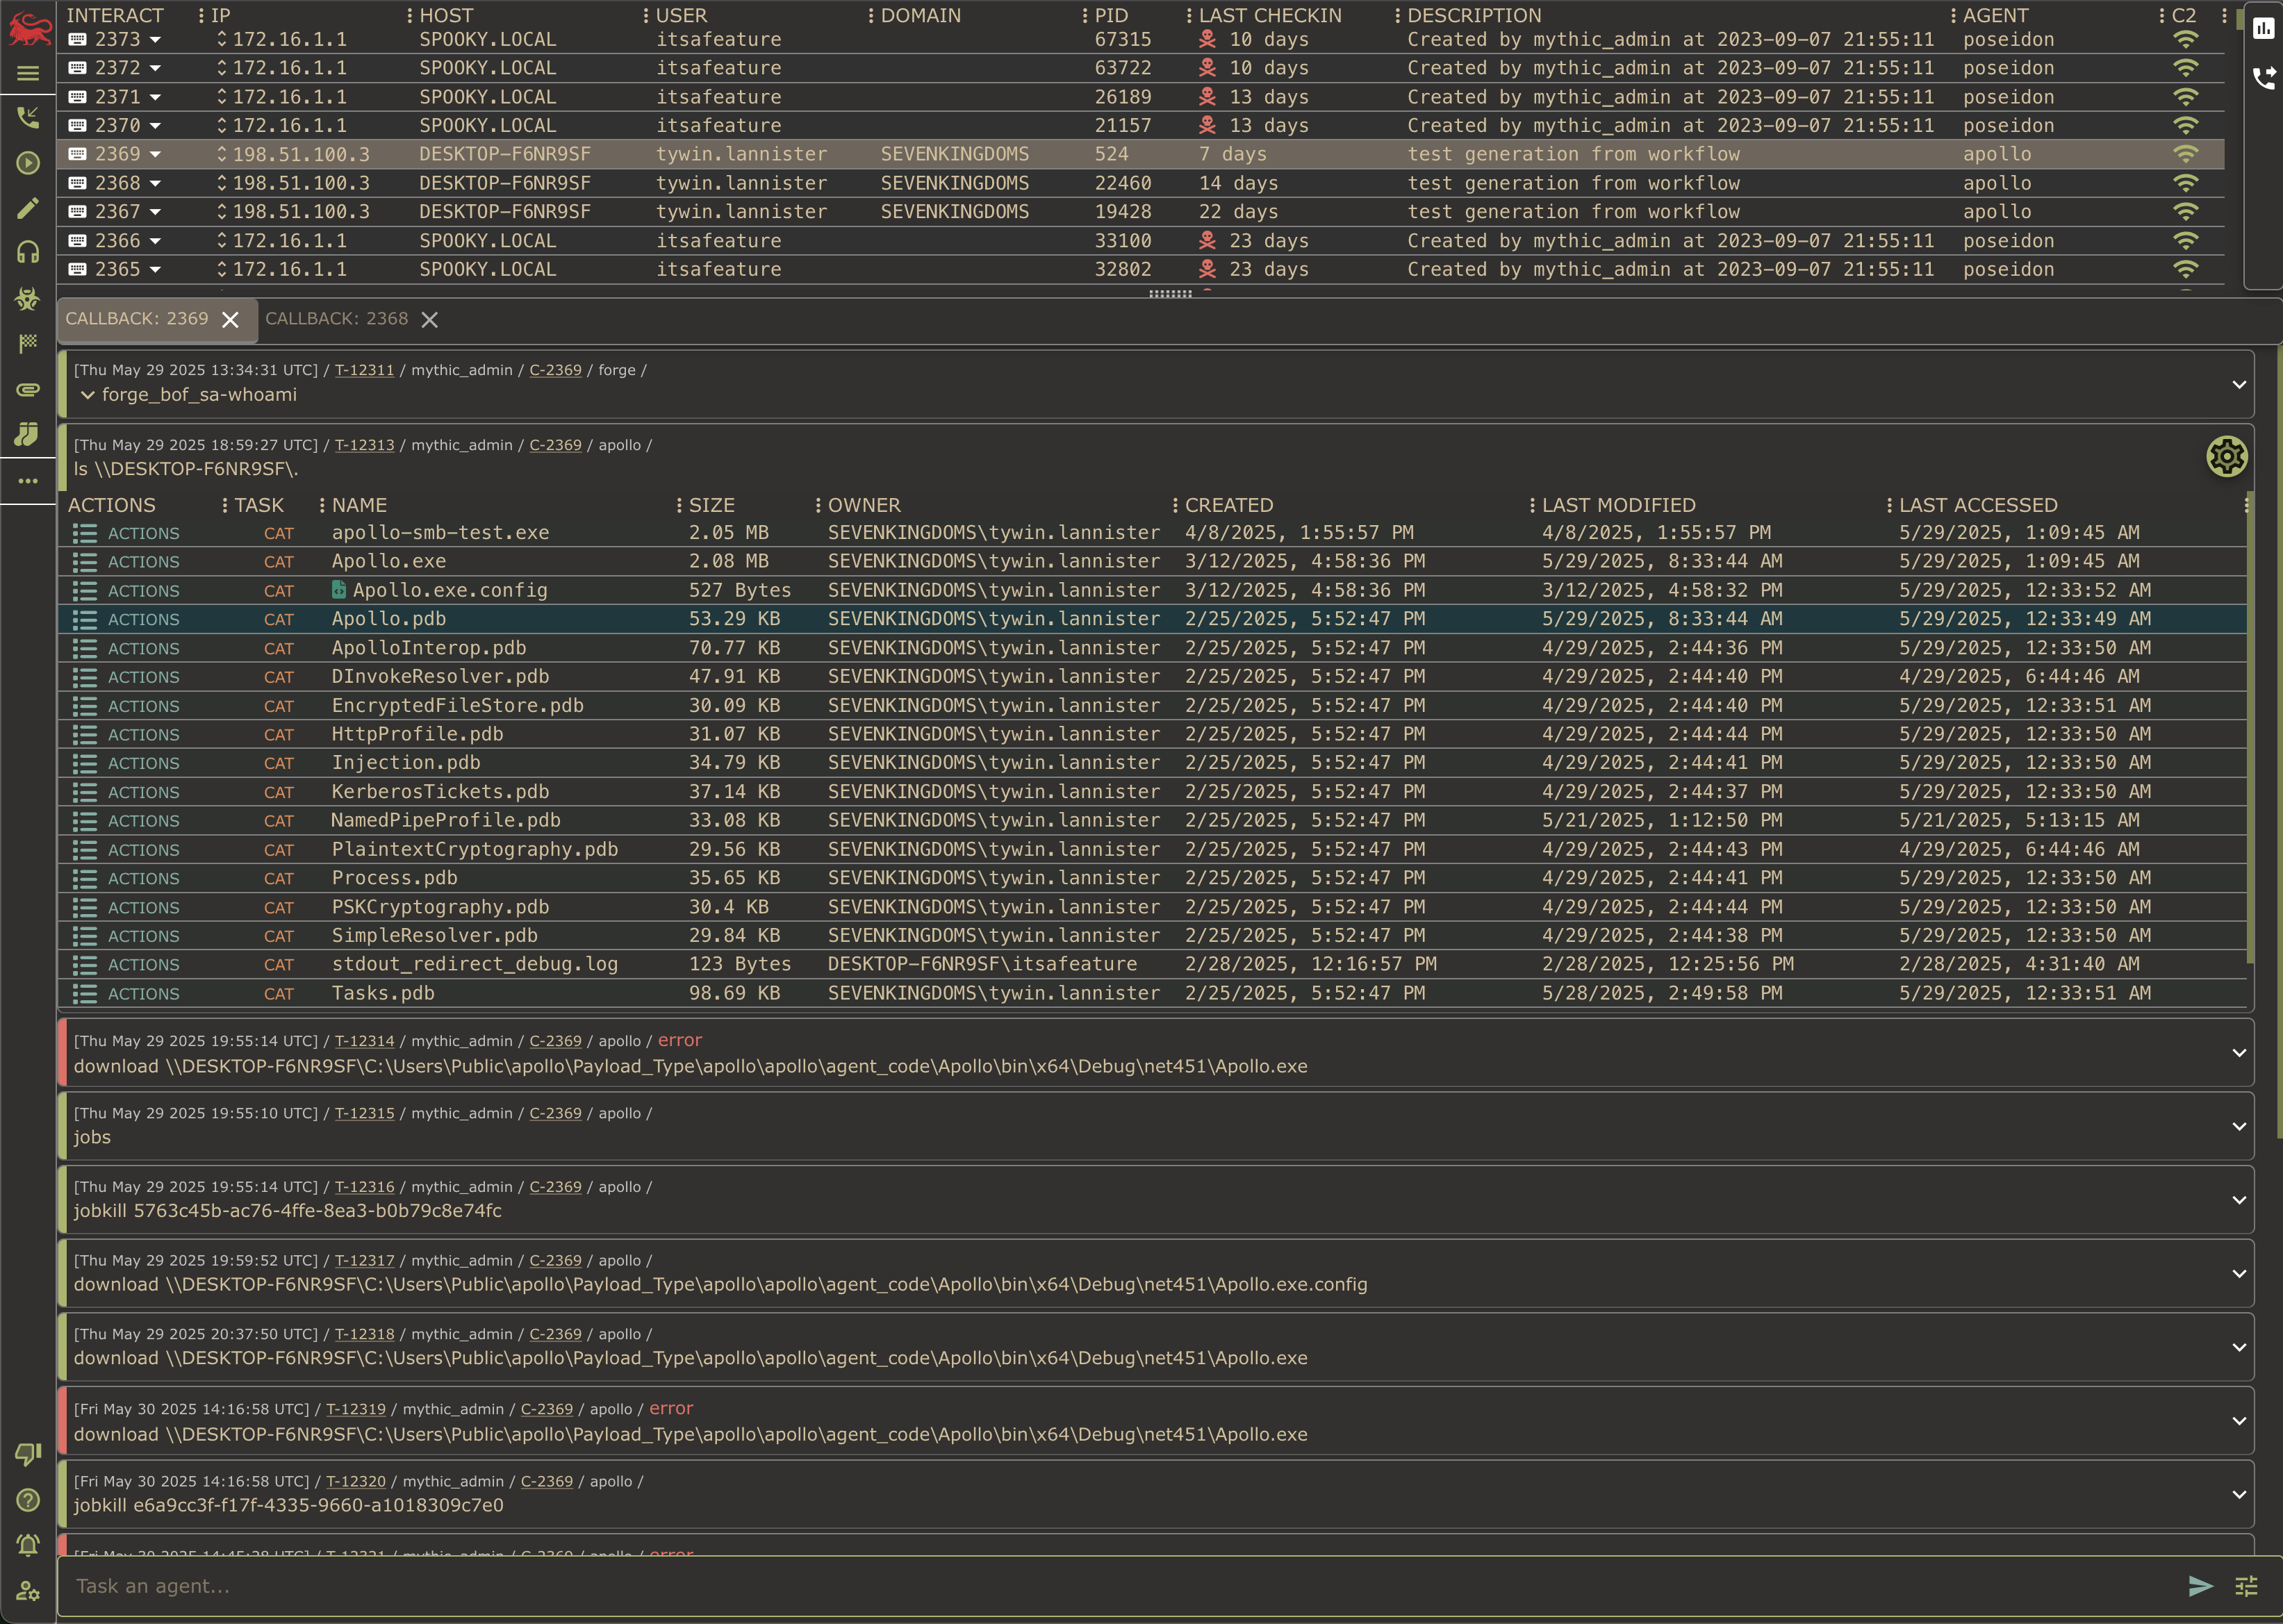 INTERACT IP HOST USER DOMAIN PID LAST CHECKIN DESCRIPTION AGENT C2
2373 172.16.1.1 SPOOKY.LOCAL itsafeature 67315 10 days Created by mythic_admin at 2023-09-07 21:55:11 poseidon
2372 172.16.1.1 SPOOKY.LOCAL itsafeature 63722 10 days Created by mythic_admin at 2023-09-07 21:55:11 poseidon
2371 172.16.1.1 SPOOKY.LOCAL itsafeature 26189 13 days Created by mythic_admin at 2023-09-07 21:55:11 poseidon
2370 172.16.1.1 SPOOKY.LOCAL itsafeature 21157 13 days Created by mythic_admin at 2023-09-07 21:55:11 poseidon
2369 198.51.100.3 DESKTOP-F6NR9SF tywin.lannister SEVENKINGDOMS 524 7 days test generation from workflow apollo
2368 198.51.100.3 DESKTOP-F6NR9SF tywin.lannister SEVENKINGDOMS 22460 14 days test generation from workflow apollo
2367 198.51.100.3 DESKTOP-F6NR9SF tywin.lannister SEVENKINGDOMS 19428 22 days test generation from workflow apollo
2366 172.16.1.1 SPOOKY.LOCAL itsafeature 33100 23 days Created by mythic_admin at 2023-09-07 21:55:11 poseidon
2365 172.16.1.1 SPOOKY.LOCAL itsafeature 32802 23 days Created by mythic_admin at 2023-09-07 21:55:11 poseidon
CALLBACK: 2369 CALLBACK: 2368
[Thu May 29 2025 13:34:31 UTC] / T-12311 / mythic_admin / C-2369 / forge /
forge_bof_sa-whoami
[Thu May 29 2025 18:59:27 UTC] / T-12313 / mythic_admin / C-2369 / apollo /
ls \\DESKTOP-F6NR9SF\.
ACTIONS TASK NAME SIZE OWNER CREATED LAST MODIFIED LAST ACCESSED
ACTIONS CAT apollo-smb-test.exe 2.05 MB SEVENKINGDOMS\tywin.lannister 4/8/2025, 1:55:57 PM 4/8/2025, 1:55:57 PM 5/29/2025, 1:09:45 AM
ACTIONS CAT Apollo.exe 2.08 MB SEVENKINGDOMS\tywin.lannister 3/12/2025, 4:58:36 PM 5/29/2025, 8:33:44 AM 5/29/2025, 1:09:45 AM
ACTIONS CAT Apollo.exe.config 527 Bytes SEVENKINGDOMS\tywin.lannister 3/12/2025, 4:58:36 PM 3/12/2025, 4:58:32 PM 5/29/2025, 12:33:52 AM
ACTIONS CAT Apollo.pdb 53.29 KB SEVENKINGDOMS\tywin.lannister 2/25/2025, 5:52:47 PM 5/29/2025, 8:33:44 AM 5/29/2025, 12:33:49 AM
ACTIONS CAT ApolloInterop.pdb 70.77 KB SEVENKINGDOMS\tywin.lannister 2/25/2025, 5:52:47 PM 4/29/2025, 2:44:36 PM 5/29/2025, 12:33:50 AM
ACTIONS CAT DInvokeResolver.pdb 47.91 KB SEVENKINGDOMS\tywin.lannister 2/25/2025, 5:52:47 PM 4/29/2025, 2:44:40 PM 4/29/2025, 6:44:46 AM
ACTIONS CAT EncryptedFileStore.pdb 30.09 KB SEVENKINGDOMS\tywin.lannister 2/25/2025, 5:52:47 PM 4/29/2025, 2:44:40 PM 5/29/2025, 12:33:51 AM
ACTIONS CAT HttpProfile.pdb 31.07 KB SEVENKINGDOMS\tywin.lannister 2/25/2025, 5:52:47 PM 4/29/2025, 2:44:44 PM 5/29/2025, 12:33:50 AM
ACTIONS CAT Injection.pdb 34.79 KB SEVENKINGDOMS\tywin.lannister 2/25/2025, 5:52:47 PM 4/29/2025, 2:44:41 PM 5/29/2025, 12:33:50 AM
ACTIONS CAT KerberosTickets.pdb 37.14 KB SEVENKINGDOMS\tywin.lannister 2/25/2025, 5:52:47 PM 4/29/2025, 2:44:37 PM 5/29/2025, 12:33:50 AM
ACTIONS CAT NamedPipeProfile.pdb 33.08 KB SEVENKINGDOMS\tywin.lannister 2/25/2025, 5:52:47 PM 5/21/2025, 1:12:50 PM 5/21/2025, 5:13:15 AM
ACTIONS CAT PlaintextCryptography.pdb 29.56 KB SEVENKINGDOMS\tywin.lannister 2/25/2025, 5:52:47 PM 4/29/2025, 2:44:43 PM 4/29/2025, 6:44:46 AM
ACTIONS CAT Process.pdb 35.65 KB SEVENKINGDOMS\tywin.lannister 2/25/2025, 5:52:47 PM 4/29/2025, 2:44:41 PM 5/29/2025, 12:33:50 AM
ACTIONS CAT PSKCryptography.pdb 30.4 KB SEVENKINGDOMS\tywin.lannister 2/25/2025, 5:52:47 PM 4/29/2025, 2:44:44 PM 5/29/2025, 12:33:50 AM
ACTIONS CAT SimpleResolver.pdb 29.84 KB SEVENKINGDOMS\tywin.lannister 2/25/2025, 5:52:47 PM 4/29/2025, 2:44:38 PM 5/29/2025, 12:33:50 AM
ACTIONS CAT stdout_redirect_debug.log 123 Bytes DESKTOP-F6NR9SF\itsafeature 2/28/2025, 12:16:57 PM 2/28/2025, 12:25:56 PM 2/28/2025, 4:31:40 AM
ACTIONS CAT Tasks.pdb 98.69 KB SEVENKINGDOMS\tywin.lannister 2/25/2025, 5:52:47 PM 5/28/2025, 2:49:58 PM 5/29/2025, 12:33:51 AM
[Thu May 29 2025 19:55:14 UTC] / T-12314 / mythic_admin / C-2369 / apollo / error
download \\DESKTOP-F6NR9SF\C:\Users\Public\apollo\Payload_Type\apollo\apollo\agent_code\Apollo\bin\x64\Debug\net451\Apollo.exe
[Thu May 29 2025 19:55:10 UTC] / T-12315 / mythic_admin / C-2369 / apollo /
jobs
[Thu May 29 2025 19:55:14 UTC] / T-12316 / mythic_admin / C-2369 / apollo /
jobkill 5763c45b-ac76-4ffe-8ea3-b0b79c8e74fc
[Thu May 29 2025 19:59:52 UTC] / T-12317 / mythic_admin / C-2369 / apollo /
download \\DESKTOP-F6NR9SF\C:\Users\Public\apollo\Payload_Type\apollo\apollo\agent_code\Apollo\bin\x64\Debug\net451\Apollo.exe.config
[Thu May 29 2025 20:37:50 UTC] / T-12318 / mythic_admin / C-2369 / apollo /
download \\DESKTOP-F6NR9SF\C:\Users\Public\apollo\Payload_Type\apollo\apollo\agent_code\Apollo\bin\x64\Debug\net451\Apollo.exe
[Fri May 30 2025 14:16:58 UTC] / T-12319 / mythic_admin / C-2369 / apollo / error
download \\DESKTOP-F6NR9SF\C:\Users\Public\apollo\Payload_Type\apollo\apollo\agent_code\Apollo\bin\x64\Debug\net451\Apollo.exe
[Fri May 30 2025 14:16:58 UTC] / T-12320 / mythic_admin / C-2369 / apollo /
jobkill e6a9cc3f-f17f-4335-9660-a1018309c7e0
[Fri May 30 2025 14:45:28 UTC] / T-12321 / mythic_admin / C-2369 / apollo / error
Task an agent...